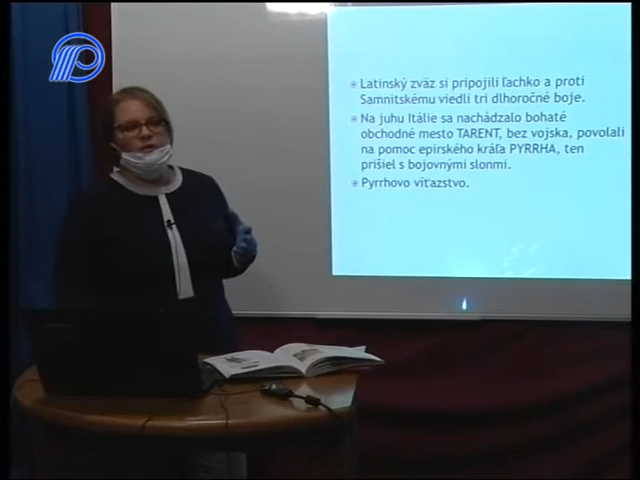 Latinský zväz si pripojili ľachko a proti
Samnitskému viedli tri dlhoročné boje.
Na juhu Itálie sa nachádzalo bohaté
obchodné mesto TARENT, bez vojska, povolali
na pomoc epirského kráľa PYRRHA, ten
prišiel s bojovnými slonmi.
Pyrrhovo víťazstvo.